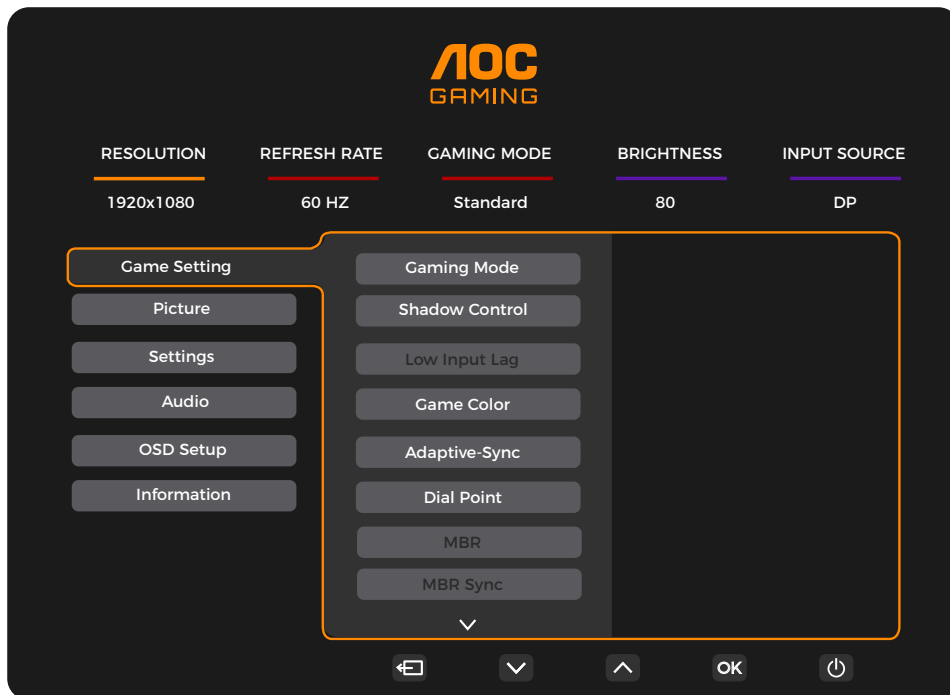 AOC
GAMING
RESOLUTION REFRESH RATE GAMING MODE BRIGHTNESS INPUT SOURCE
1920x1080 60 HZ Standard 80 DP
Game Setting
Picture
Settings
Audio
OSD Setup
Information
Gaming Mode
Shadow Control
Low Input Lag
Game Color
Adaptive-Sync
Dial Point
MBR
MBR Sync
OK